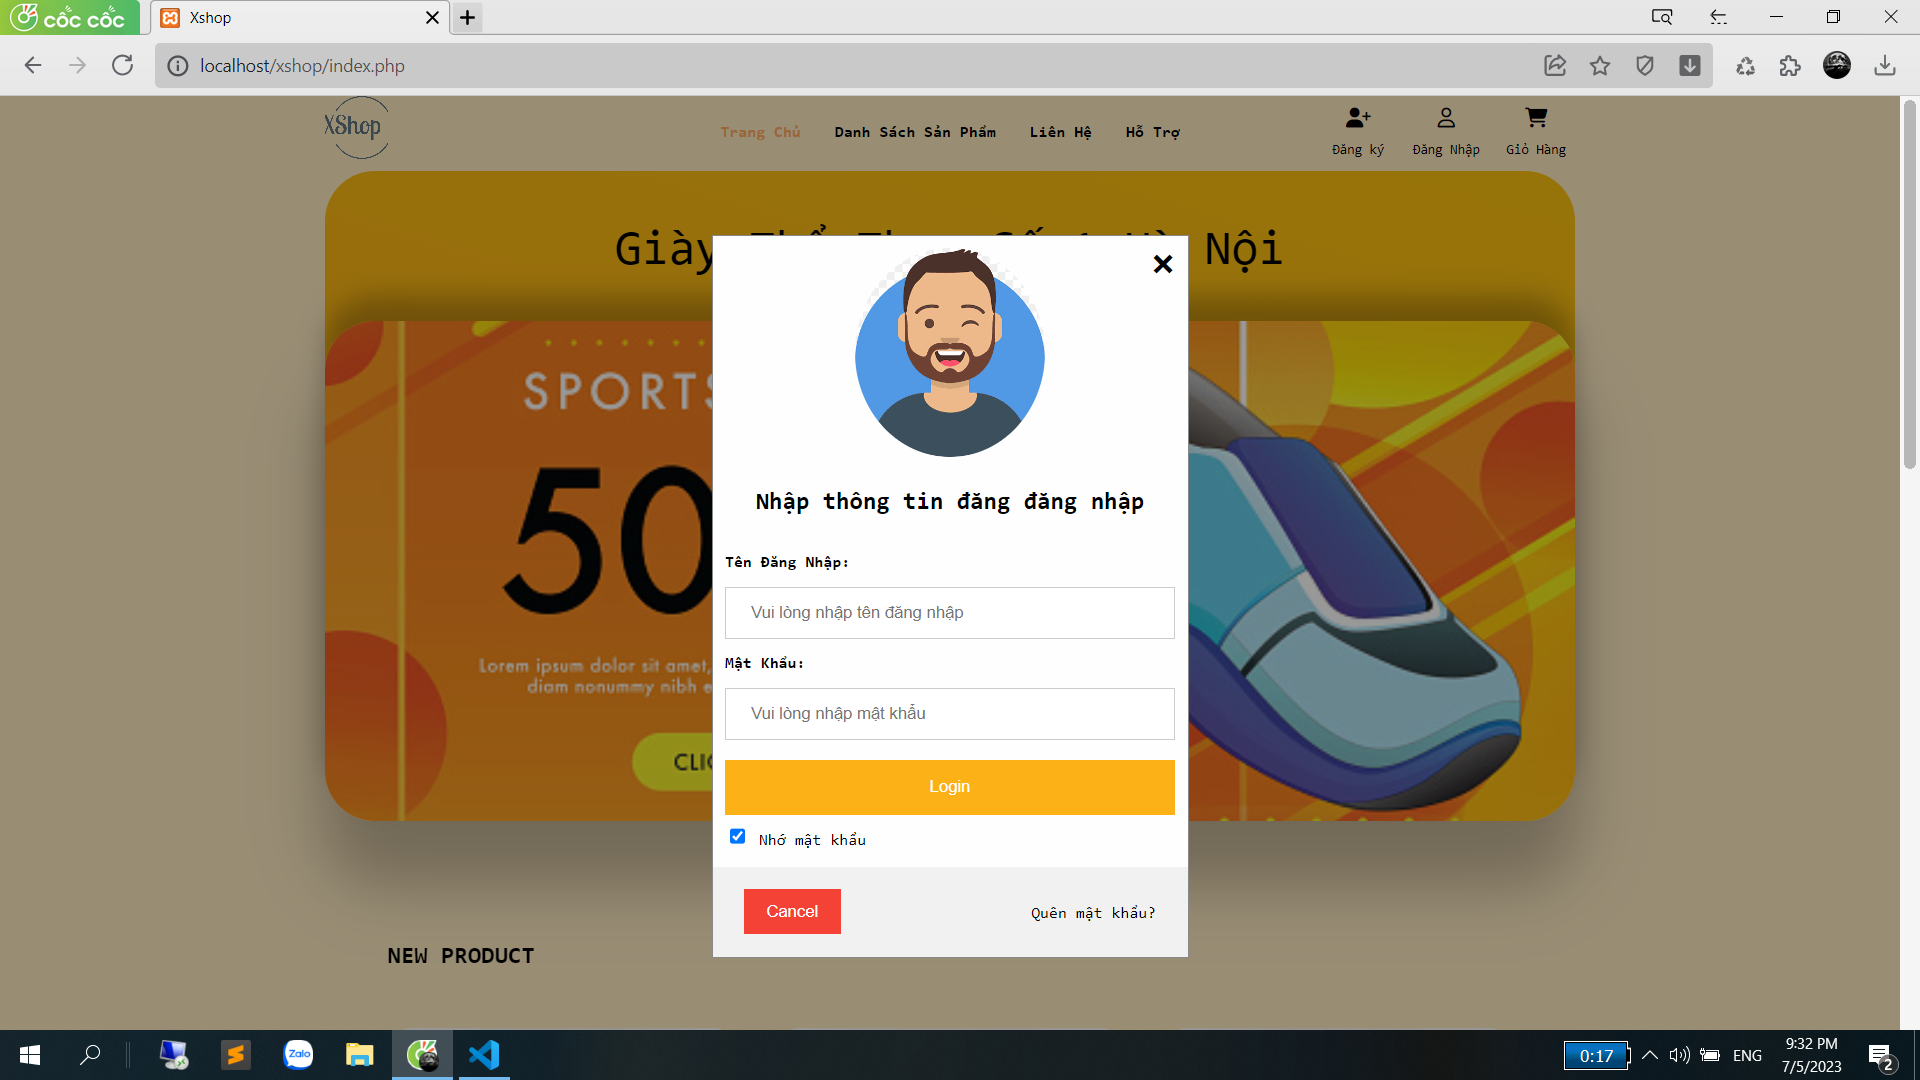 cốc cốc
Xshop
localhost/xshop/index.php
XShop
Trang Chủ
Danh Sách Sản Phẩm
Liên Hệ
Hỗ Trợ
Đăng ký
Đăng Nhập
Giỏ Hàng
Giày
Nội
SPORTS
50
Lorem ipsum dolor sit amet,
diam nonummy nibh e
CLIC
Nhập thông tin đăng đăng nhập
Tên Đăng Nhập:
Vui lòng nhập tên đăng nhập
Mật Khẩu:
Vui lòng nhập mật khẩu
Login
Nhớ mật khẩu
Cancel
Quên mật khẩu?
NEW PRODUCT
Zalo
0:17
ENG
9:32 PM
7/5/2023
2